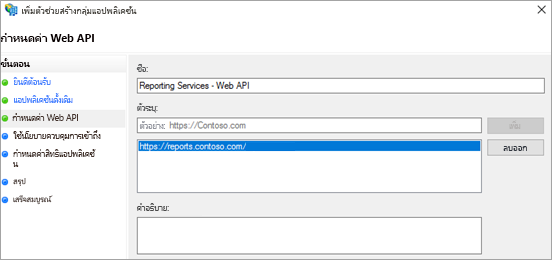 เพิ่มตัวช่วยสร้างกลุ่มแอปพลิเคชัน
กำหนดค่า Web API
ขั้นตอน
ยินดีต้อนรับ
แอปพลิเคชันดั้งเดิม
กำหนดค่า Web API
ใช้นโยบายควบคุมการเข้าถึง
กำหนดค่าสิทธิแอปพลิเคชั
น
สรุป
เสร็จสมบูรณ์
ชื่อ:
Reporting Services - Web API
ตัวระบุ:
ตัวอย่าง: https://Contoso.com
เพิ่ม
https://reports.contoso.com/
ลบออก
คำอธิบาย: